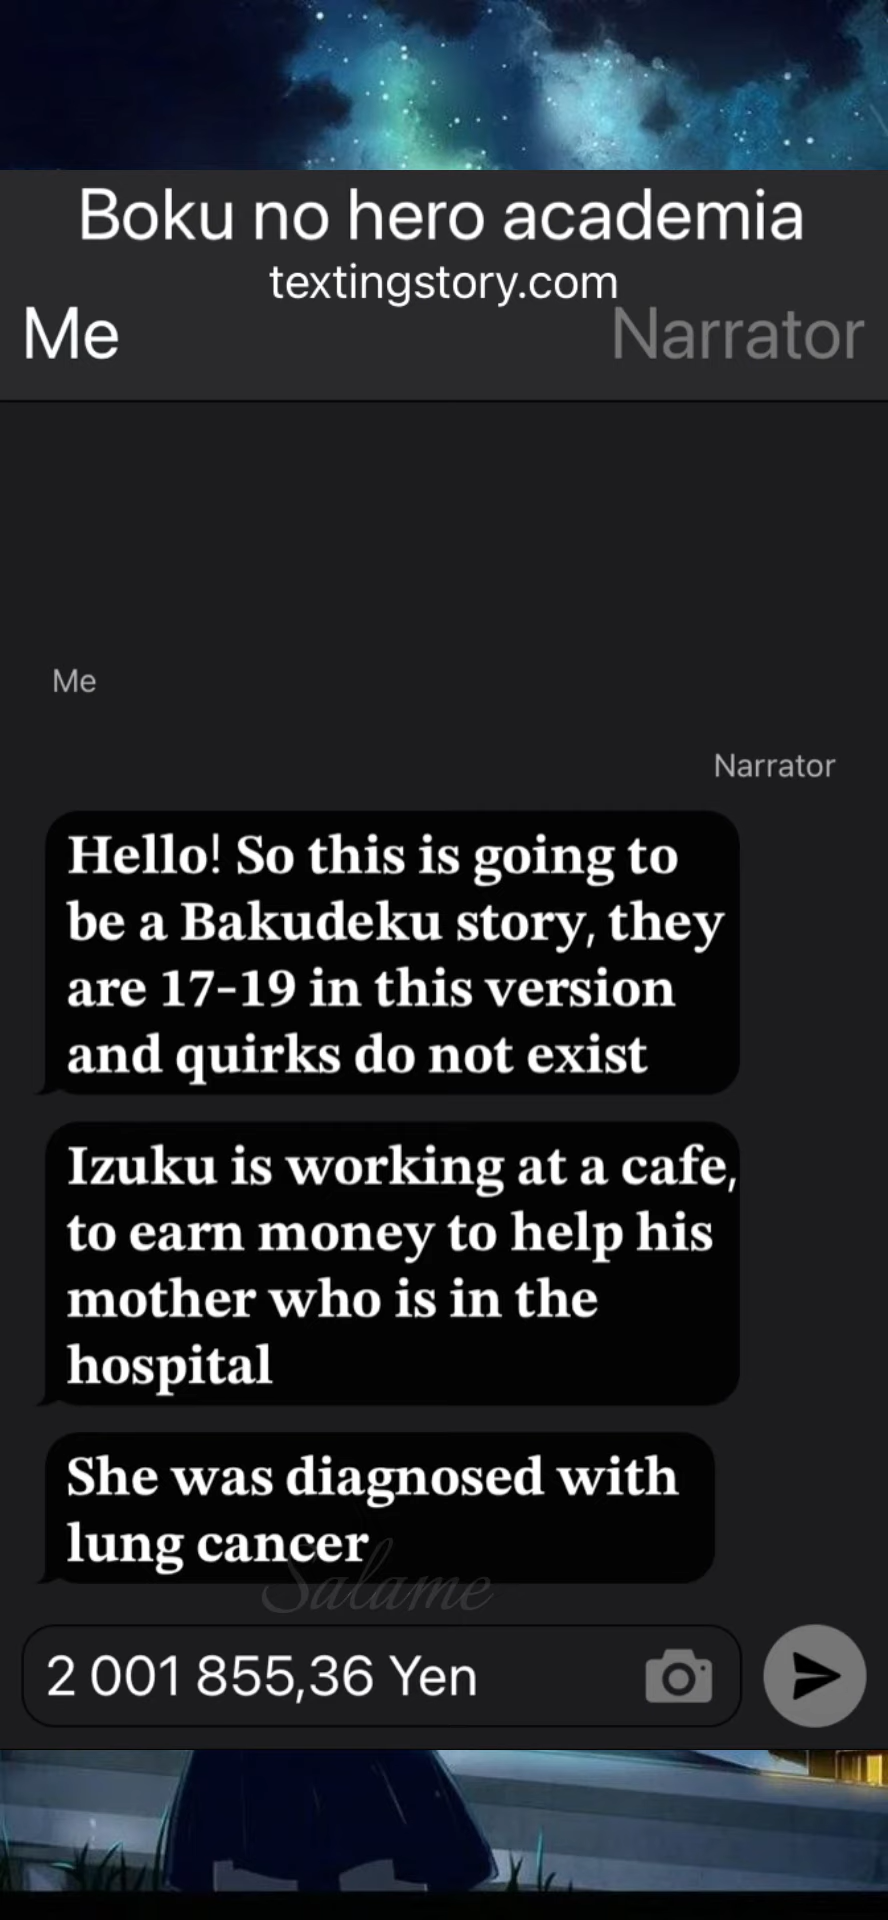 Boku no hero academia
textingstory.com
Me
Narrator
Me
Narrator
Hello! So this is going to
be a Bakudeku story, they
are 17-19 in this version
and quirks do not exist
Izuku is working at a cafe,
to earn money to help his
mother who is in the
hospital
She was diagnosed with
lung cancer
Salame
2 001 855,36 Yen